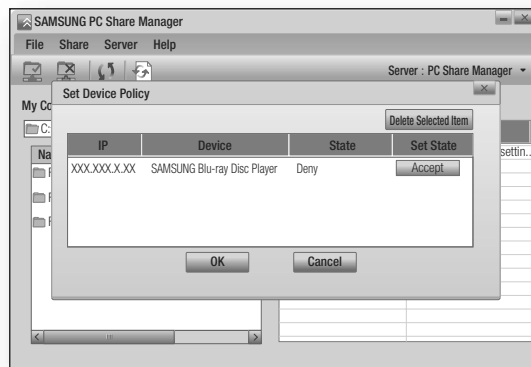 SAMSUNG PC Share Manager
File Share Server Help
Server : PC Share Manager
Set Device Policy
My Co
C:
Delete Selected Item
IP Device State Set State
Na
settin...
XXX.XXX.X.XX SAMSUNG Blu-ray Disc Player Deny Accept
F
F
F
OK Cancel